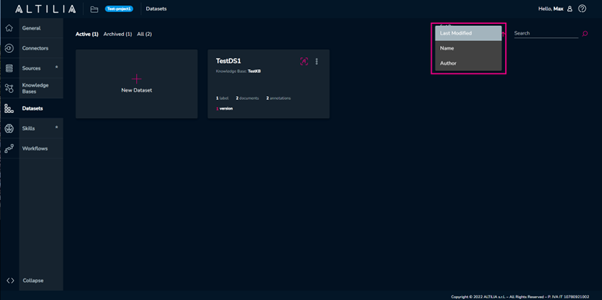 ALTILIA
Test project1
Datasets
Hello, Max
General
Connectors
Sources
Knowledge
Bases
Datasets
Skills
Workflows
Collapse
Active (1) Archived (1) All (2)
Last Modified
Name
Author
Search
New Dataset
TestDS1
Knowledge Base: TestKB
1 label 2 documents 2 annotations
version
Copyright © 2022 ALTILIA s.r.l. - All Rights Reserved - P. IVA IT